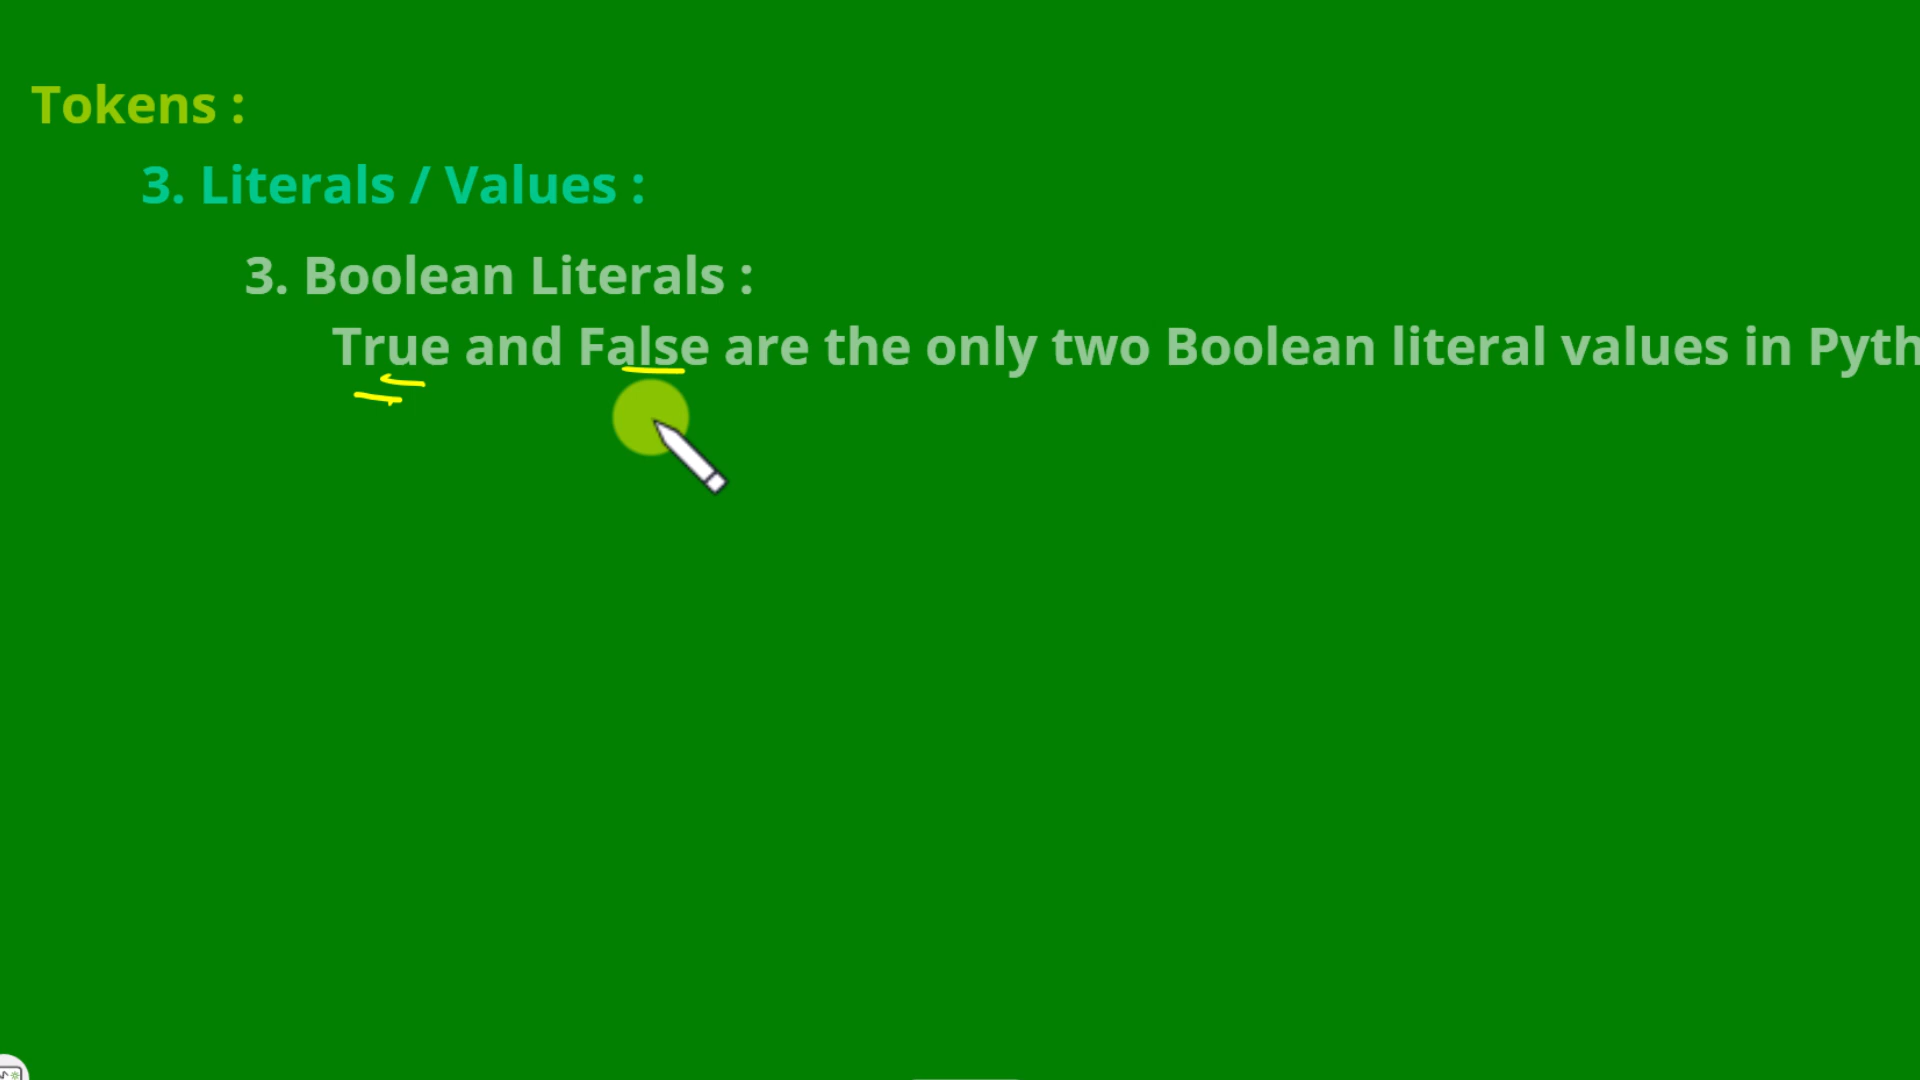 Tokens :
3. Literals / Values :
3. Boolean Literals :
True and False are the only two Boolean literal values in Pyth